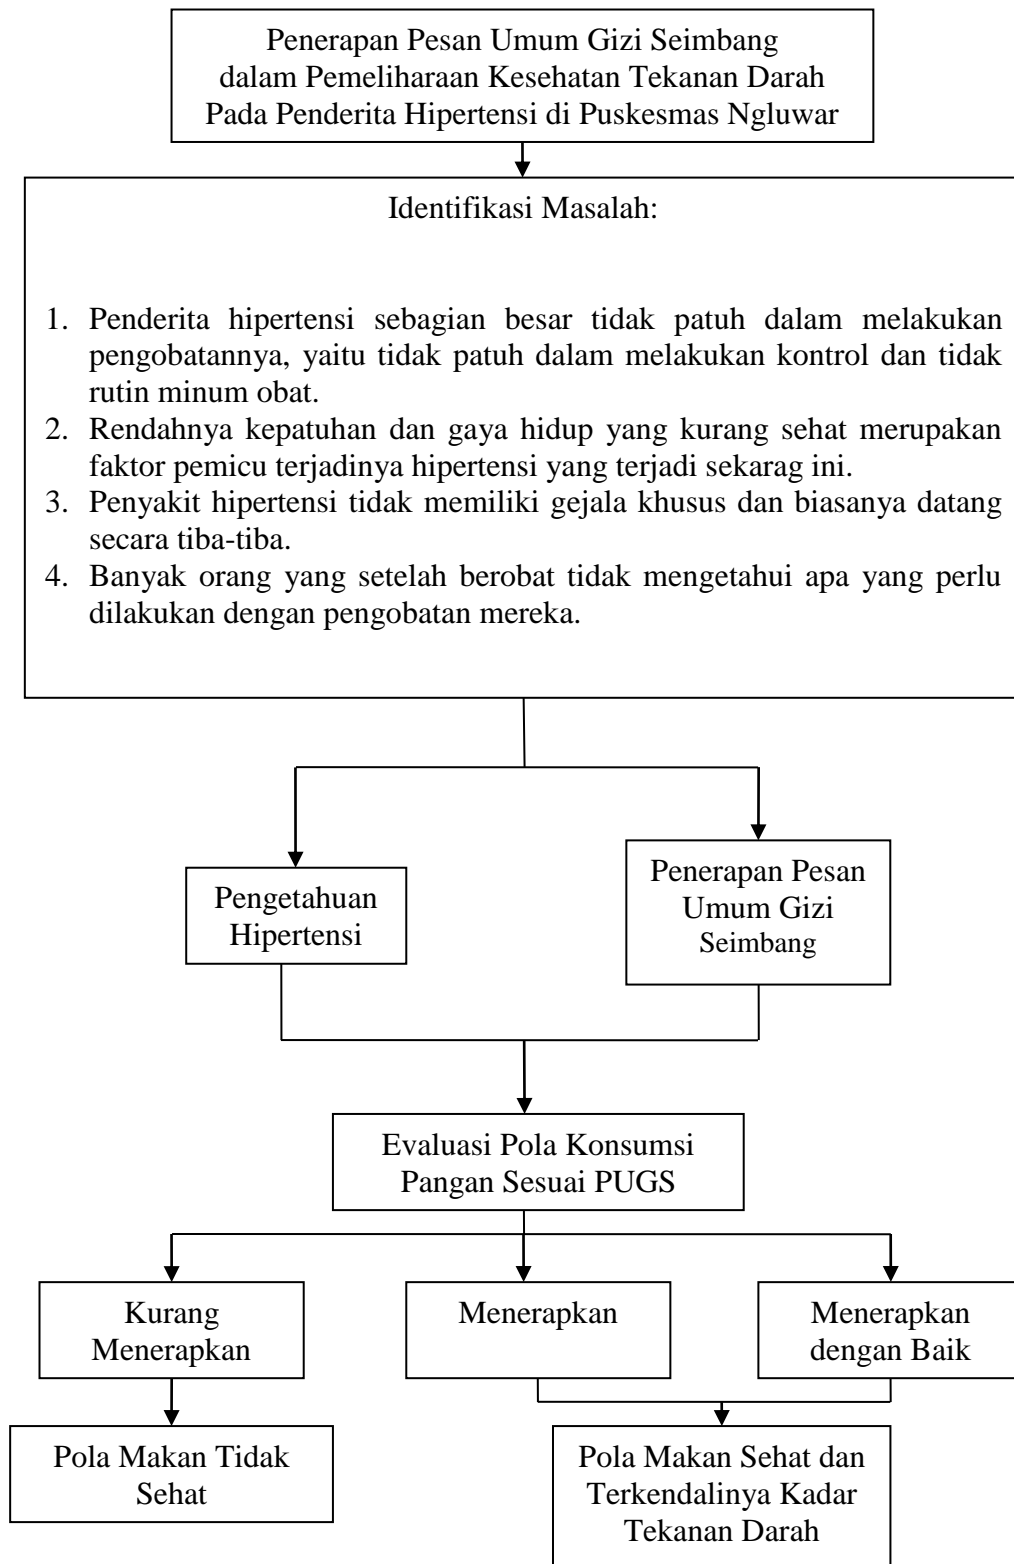 Penerapan Pesan Umum Gizi Seimbang
dalam Pemeliharaan Kesehatan Tekanan Darah
Pada Penderita Hipertensi di Puskesmas Ngluwar
Identifikasi Masalah:
1. Penderita hipertensi sebagian besar tidak patuh dalam melakukan
pengobatannya, yaitu tidak patuh dalam melakukan kontrol dan tidak
rutin minum obat.
2. Rendahnya kepatuhan dan gaya hidup yang kurang sehat merupakan
faktor pemicu terjadinya hipertensi yang terjadi sekarag ini.
3. Penyakit hipertensi tidak memiliki gejala khusus dan biasanya datang
secara tiba-tiba.
4. Banyak orang yang setelah berobat tidak mengetahui apa yang perlu
dilakukan dengan pengobatan mereka.
Pengetahuan
Hipertensi
Penerapan Pesan
Umum Gizi
Seimbang
Evaluasi Pola Konsumsi
Pangan Sesuai PUGS
Kurang
Menerapkan
Menerapkan
Menerapkan
dengan Baik
Pola Makan Tidak
Sehat
Pola Makan Sehat dan
Terkendalinya Kadar
Tekanan Darah